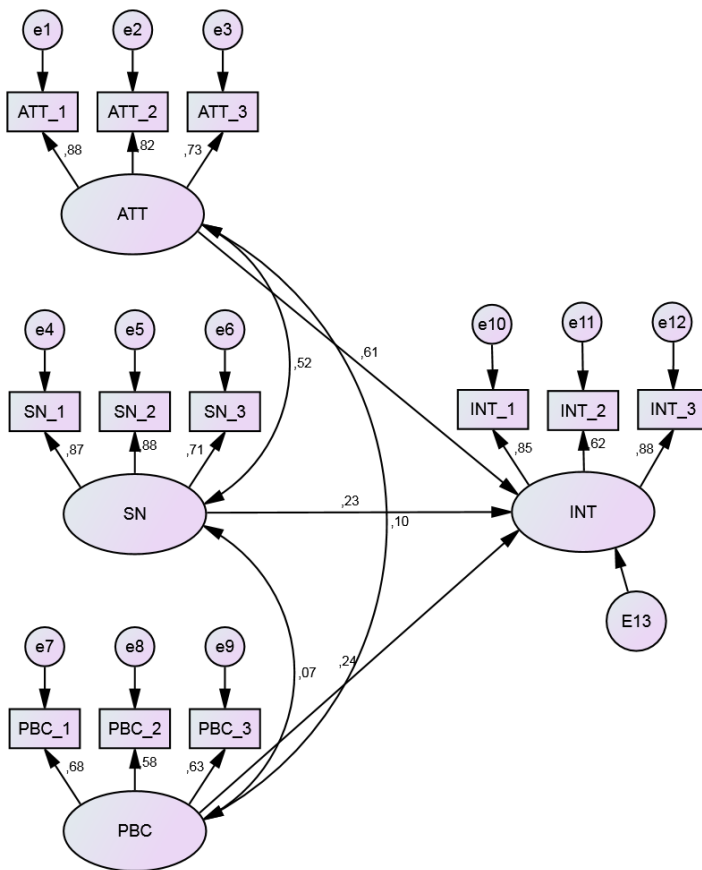 e1
e2
e3
ATT_1
ATT_2
ATT_3
,88
,82
,73
ATT
,52
,61
e4
e5
e6
e10
e11
e12
SN_1
SN_2
SN_3
INT_1
INT_2
INT_3
,87
,88
,71
,85
,62
,88
SN
,23
,10
INT
E13
e7
e8
e9
,07
,24
PBC_1
PBC_2
PBC_3
,68
,58
,63
PBC